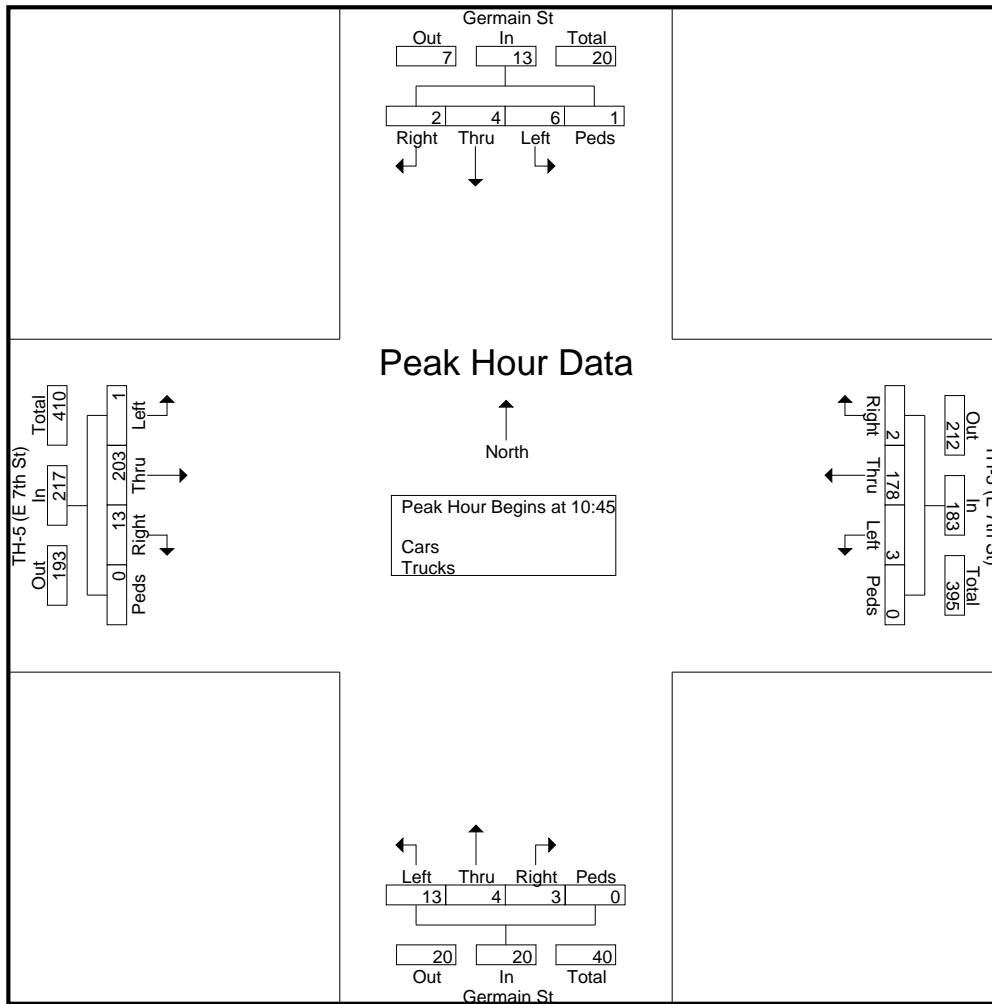 Germain St
Out In Total
7 13 20
2 4 6 1
Right Thru Left Peds
Peak Hour Data
North
Peak Hour Begins at 10:45
Cars
Trucks
TH-5 (E 7th St)
Out In Total
193 217 410
0 13 203 1
Peds Right Thru Left
TH-5 (E 7th St)
Out In Total
212 183 395
2 178 3 0
Right Thru Left Peds
Left Thru Right Peds
13 4 3 0
20 20 40
Out In Total
Germain St